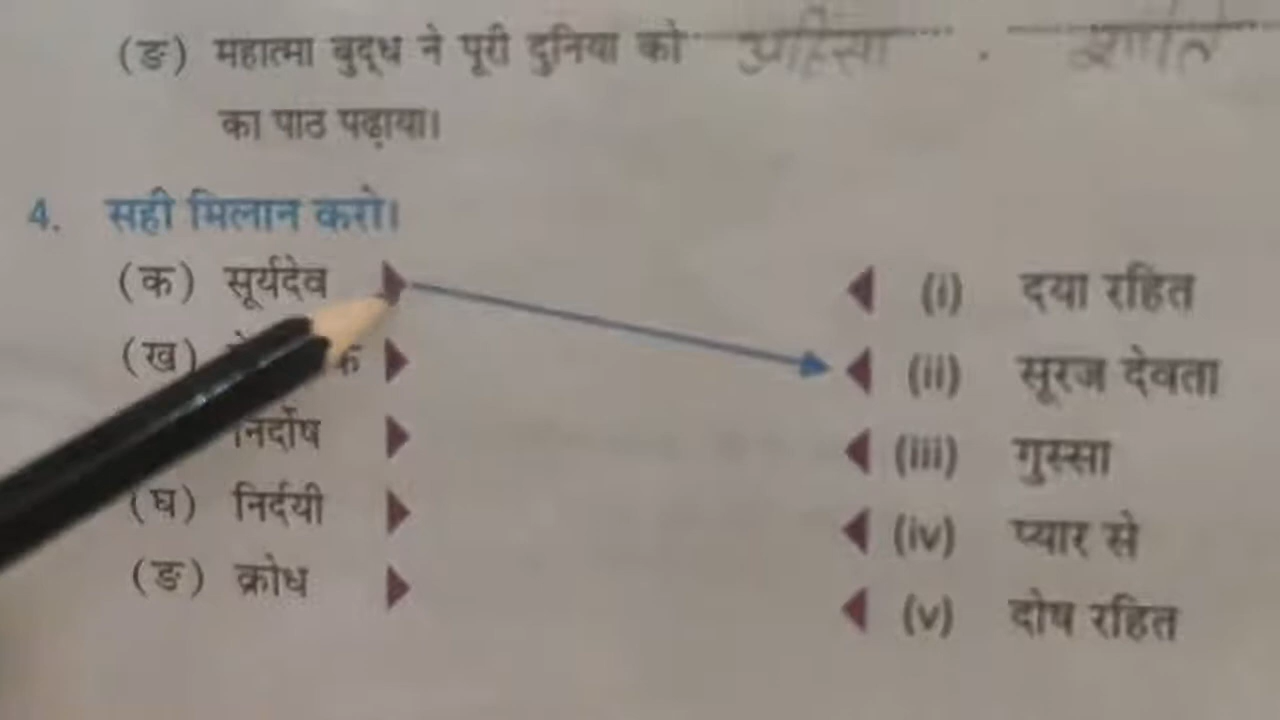 (ङ) महात्मा बुद्ध ने पूरी दुनिया को अहिंसा . शांति
का पाठ पढ़ाया।
4. सही मिलान करो।
(क) सूर्यदेव (i) दया रहित
(ख) (ii) सूरज देवता
निर्दोष (iii) गुस्सा
(घ) निर्दयी (iv) प्यार से
(ङ) क्रोध (v) दोष रहित